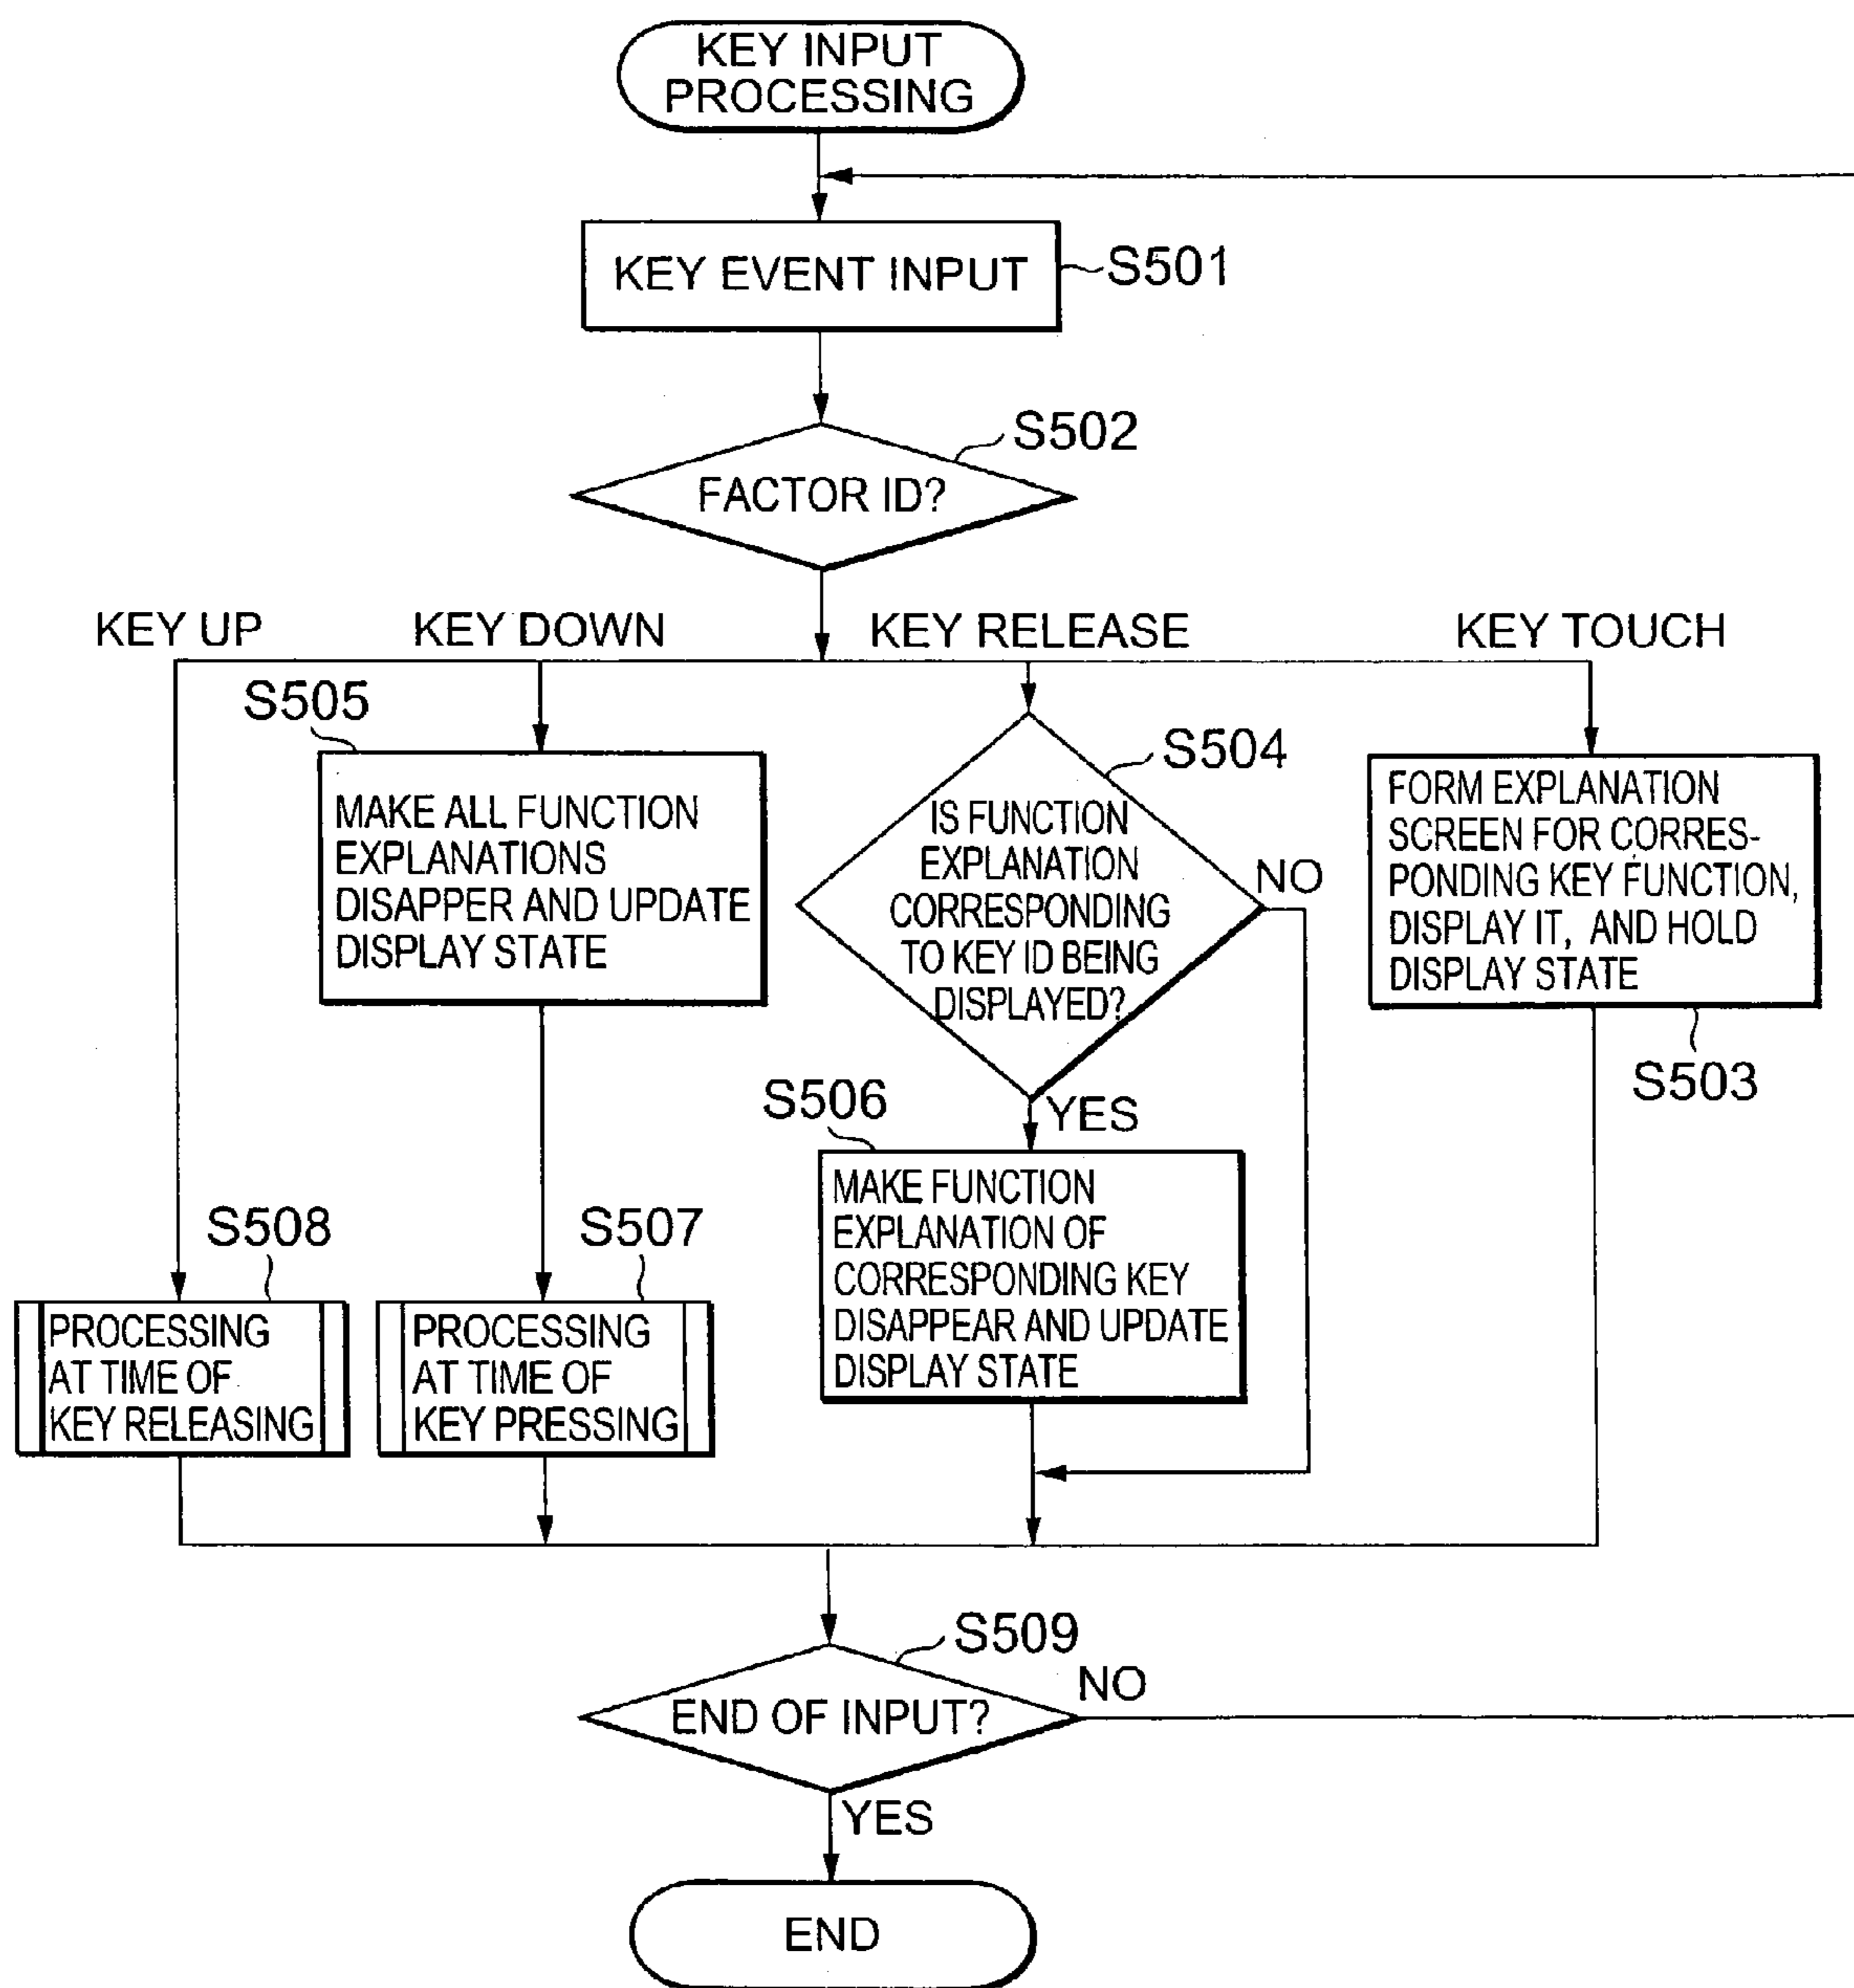 KEY INPUT
PROCESSING
KEY EVENT INPUT
S501
S502
FACTOR ID?
KEY UP
KEY DOWN
KEY RELEASE
KEY TOUCH
S505
MAKE ALL FUNCTION
EXPLANATIONS
DISAPPER AND UPDATE
DISPLAY STATE
S504
IS FUNCTION
EXPLANATION
CORRESPONDING
TO KEY ID BEING
DISPLAYED?
NO
YES
FORM EXPLANATION
SCREEN FOR CORRES-
PONDING KEY FUNCTION,
DISPLAY IT, AND HOLD
DISPLAY STATE
S503
S506
MAKE FUNCTION
EXPLANATION OF
CORRESPONDING KEY
DISAPPEAR AND UPDATE
DISPLAY STATE
S508
PROCESSING
AT TIME OF
KEY RELEASING
S507
PROCESSING
AT TIME OF
KEY PRESSING
S509
END OF INPUT?
NO
YES
END